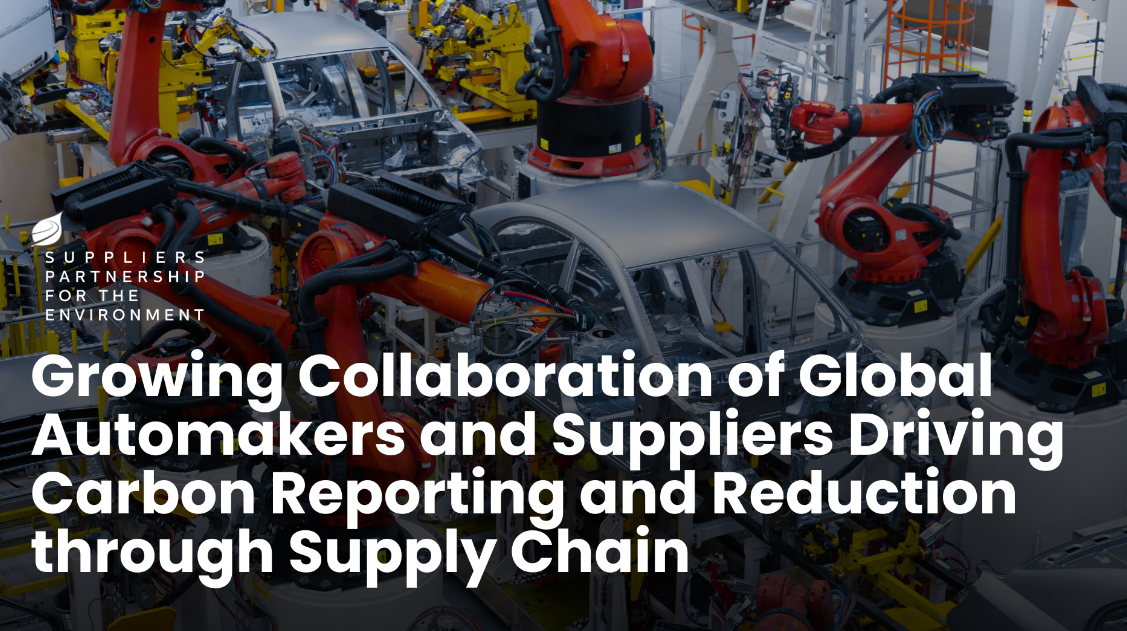 SUPPLIERS
PARTNERSHIP
FOR THE
ENVIRONMENT
Growing Collaboration of Global
Automakers and Suppliers Driving
Carbon Reporting and Reduction
through Supply Chain